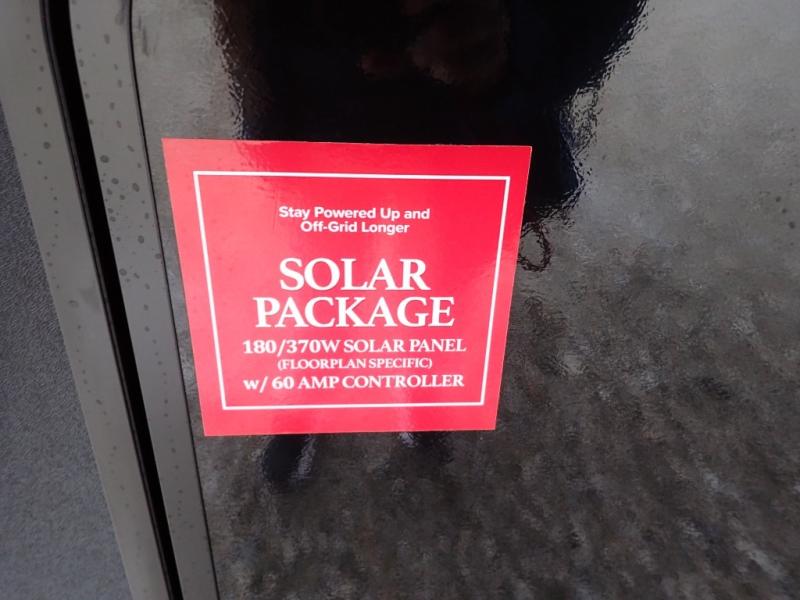 Stay Powered Up and
Off-Grid Longer
SOLAR
PACKAGE
180/370W SOLAR PANEL
(FLOORPLAN SPECIFIC)
w/ 60 AMP CONTROLLER